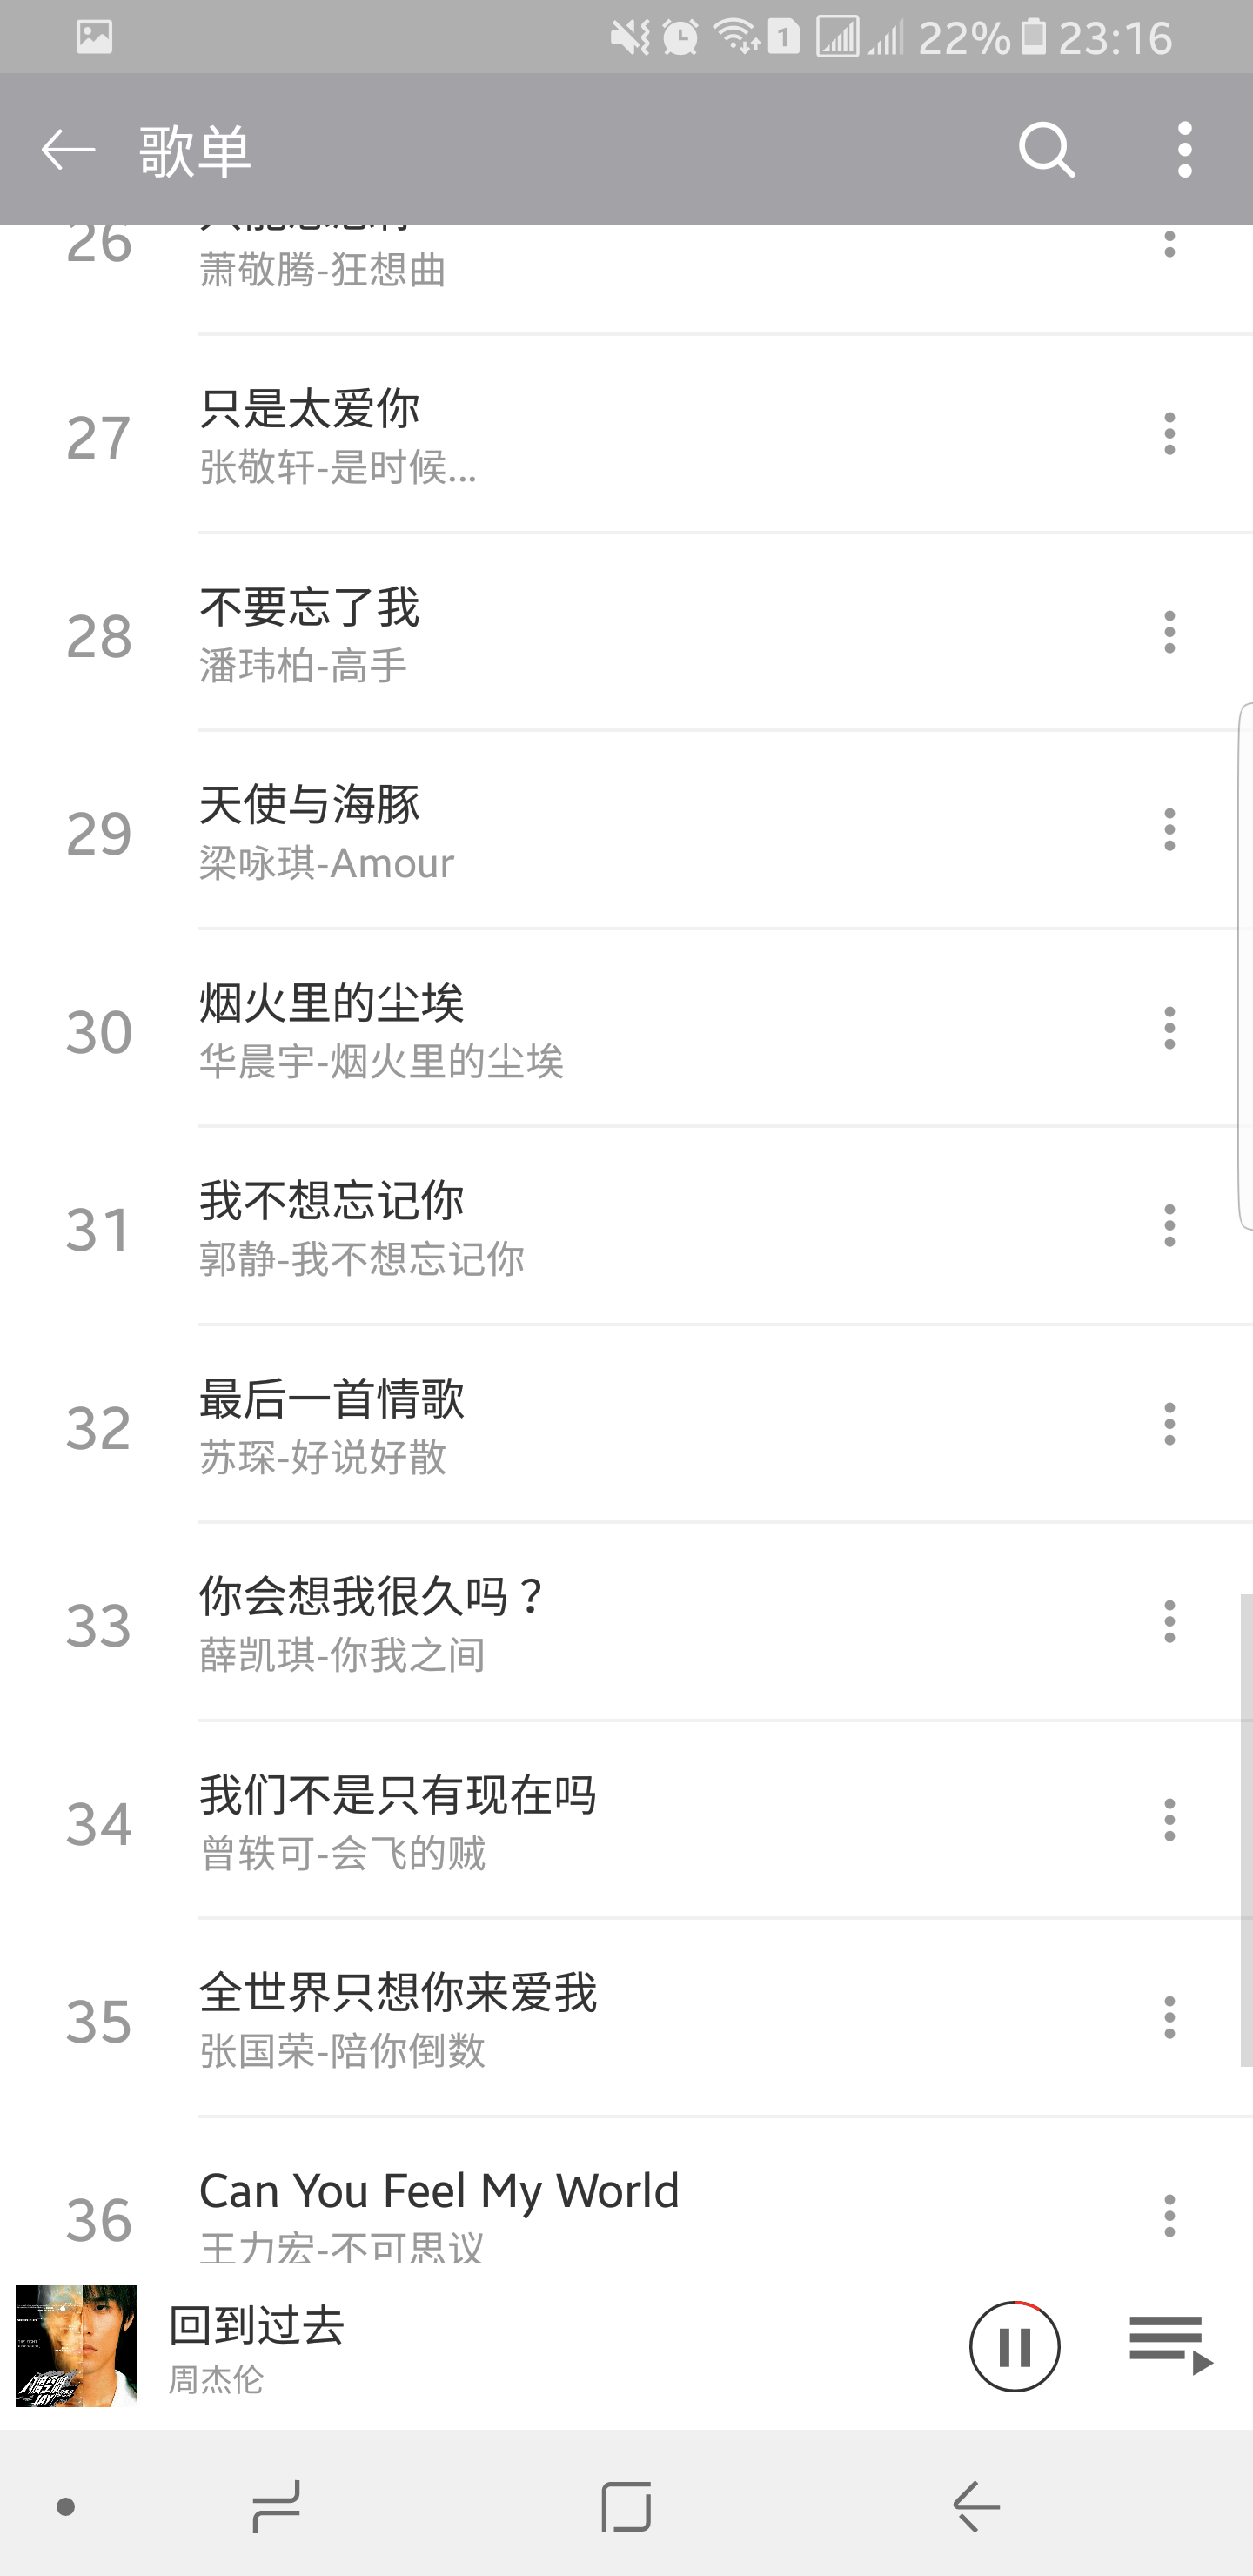 22% 23:16
歌单
26
萧敬腾-狂想曲
27
只是太爱你
张敬轩-是时候...
28
不要忘了我
潘玮柏-高手
29
天使与海豚
梁咏琪-Amour
30
烟火里的尘埃
华晨宇-烟火里的尘埃
31
我不想忘记你
郭静-我不想忘记你
32
最后一首情歌
苏琛-好说好散
33
你会想我很久吗？
薛凯琪-你我之间
34
我们不是只有现在吗
曾轶可-会飞的贼
35
全世界只想你来爱我
张国荣-陪你倒数
36
Can You Feel My World
王力宏-不可思议
回到过去
周杰伦